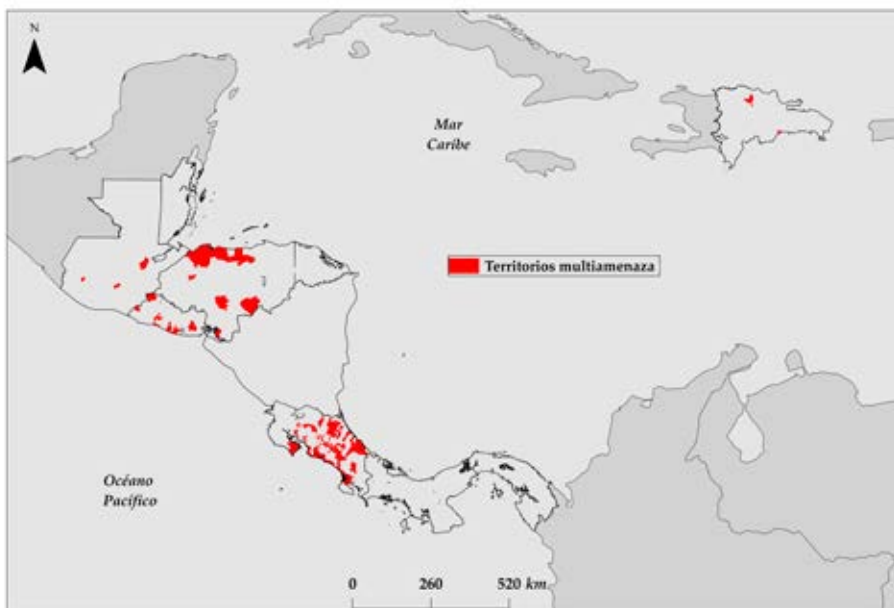 N
Mar
Caribe
Territorios multiamenaza
Océano
Pacífico
0 260 520 km